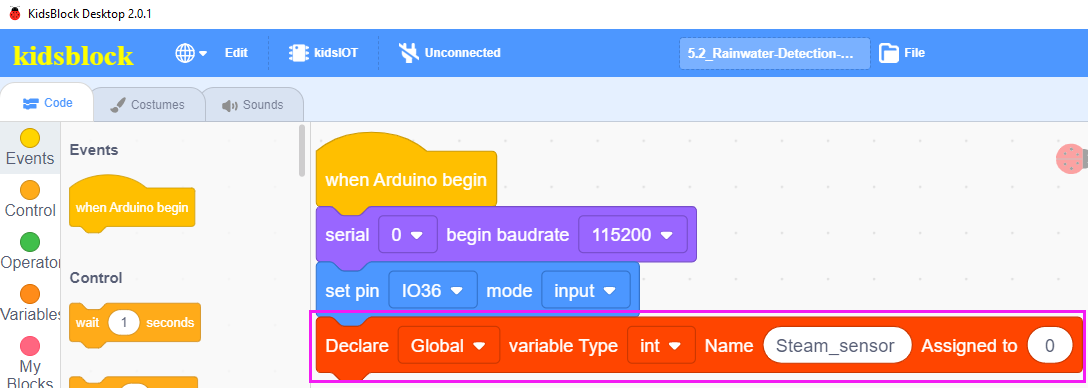 KidsBlock Desktop 2.0.1
kidsblock
Edit
kidsIOT
Unconnected
5.2_Rainwater-Detection-...
File
Code
Costumes
Sounds
Events
Control
Operator
Variables
My
Blocks
Events
when Arduino begin
Control
wait 1 seconds
when Arduino begin
serial 0 begin baudrate 115200
set pin IO36 mode input
Declare Global variable Type int Name Steam_sensor Assigned to 0